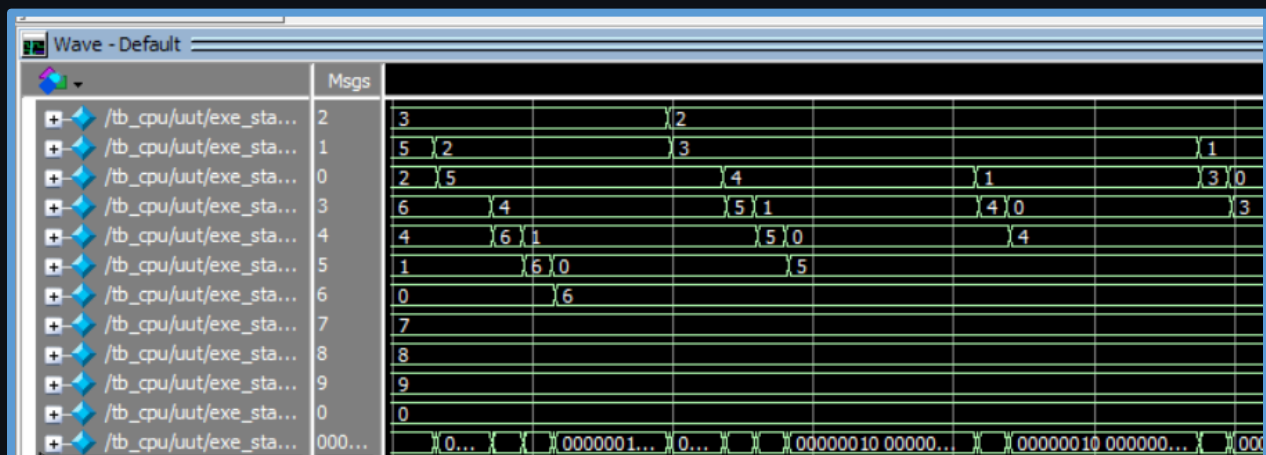 Wave - Default
Msgs
/tb_cpu/uut/exe_sta... 2 3 2
/tb_cpu/uut/exe_sta... 1 5 2 3 1
/tb_cpu/uut/exe_sta... 0 2 5 4 1 3 0
/tb_cpu/uut/exe_sta... 3 6 4 5 1 4 0 3
/tb_cpu/uut/exe_sta... 4 4 6 1 5 0 4
/tb_cpu/uut/exe_sta... 5 1 6 0 5
/tb_cpu/uut/exe_sta... 6 0 6
/tb_cpu/uut/exe_sta... 7 7
/tb_cpu/uut/exe_sta... 8 8
/tb_cpu/uut/exe_sta... 9 9
/tb_cpu/uut/exe_sta... 0 0
/tb_cpu/uut/exe_sta... 000... 0... 0000001... 0... 00000010 00000... 00000010 000000... 000